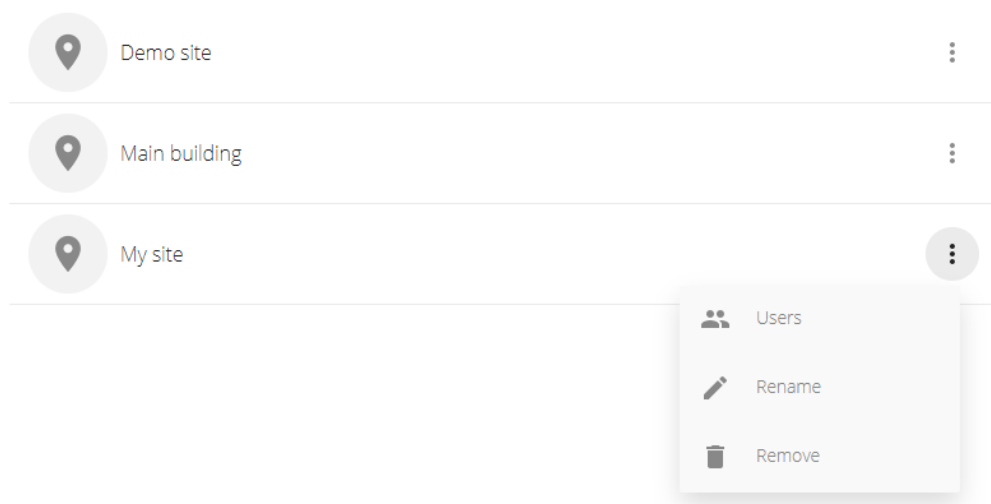 Demo site
Main building
My site
Users
Rename
Remove